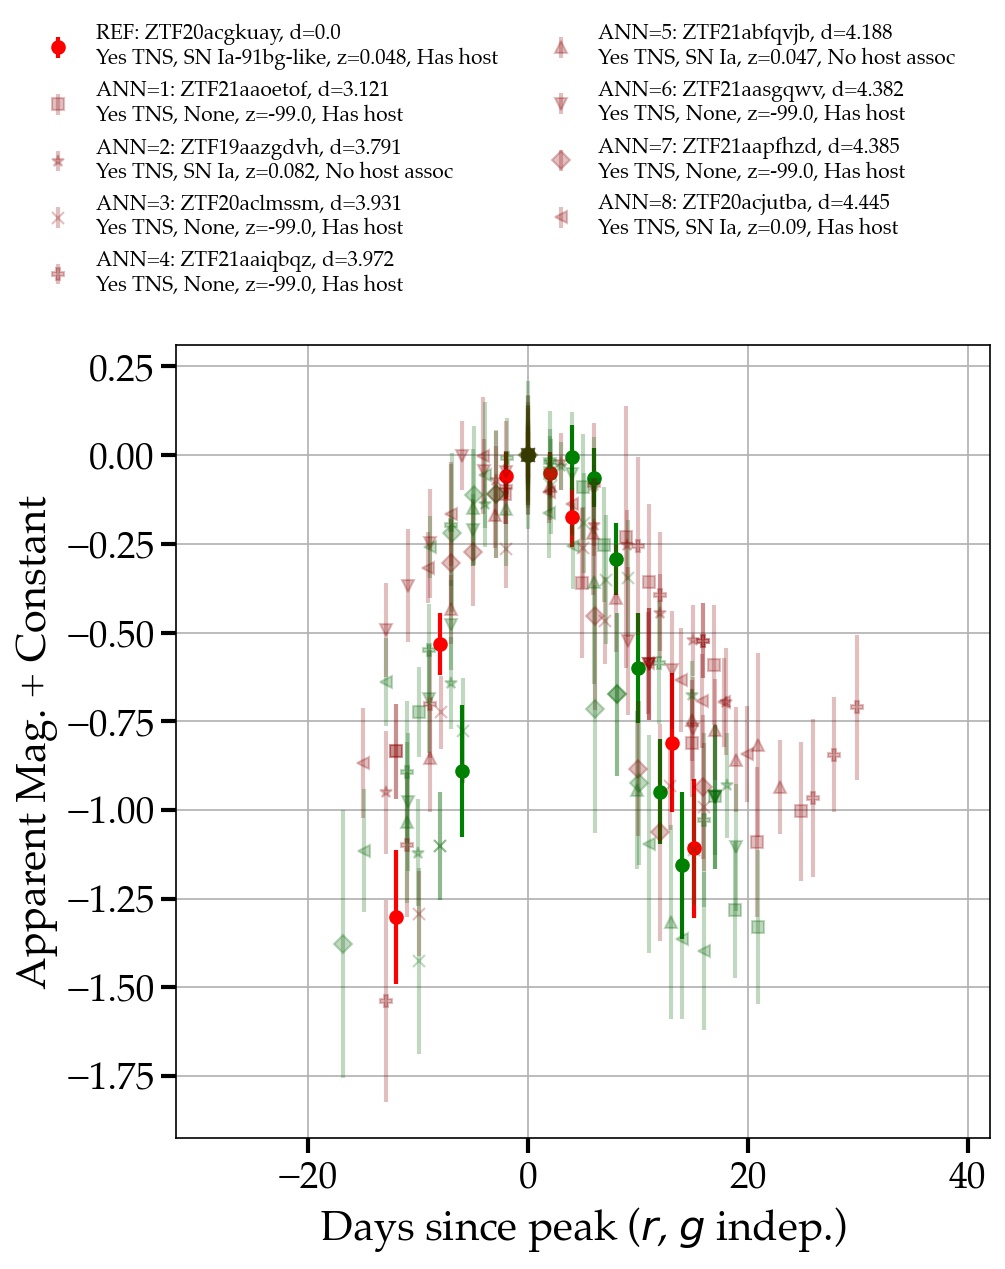 REF: ZTF20acgkuay, d=0.0
Yes TNS, SN Ia-91bg-like, z=0.048, Has host
ANN=1: ZTF21aaoetof, d=3.121
Yes TNS, None, z=-99.0, Has host
ANN=2: ZTF19aazgdvh, d=3.791
Yes TNS, SN Ia, z=0.082, No host assoc
ANN=3: ZTF20aclmssm, d=3.931
Yes TNS, None, z=-99.0, Has host
ANN=4: ZTF21aaiqbqz, d=3.972
Yes TNS, None, z=-99.0, Has host
ANN=5: ZTF21abfqvjb, d=4.188
Yes TNS, SN Ia, z=0.047, No host assoc
ANN=6: ZTF21aasgqwv, d=4.382
Yes TNS, None, z=-99.0, Has host
ANN=7: ZTF21aapfhzd, d=4.385
Yes TNS, None, z=-99.0, Has host
ANN=8: ZTF20acjutba, d=4.445
Yes TNS, SN Ia, z=0.09, Has host
Apparent Mag. + Constant
0.25
0.00
−0.25
−0.50
−0.75
−1.00
−1.25
−1.50
−1.75
−20
0
20
40
Days since peak (r, g indep.)